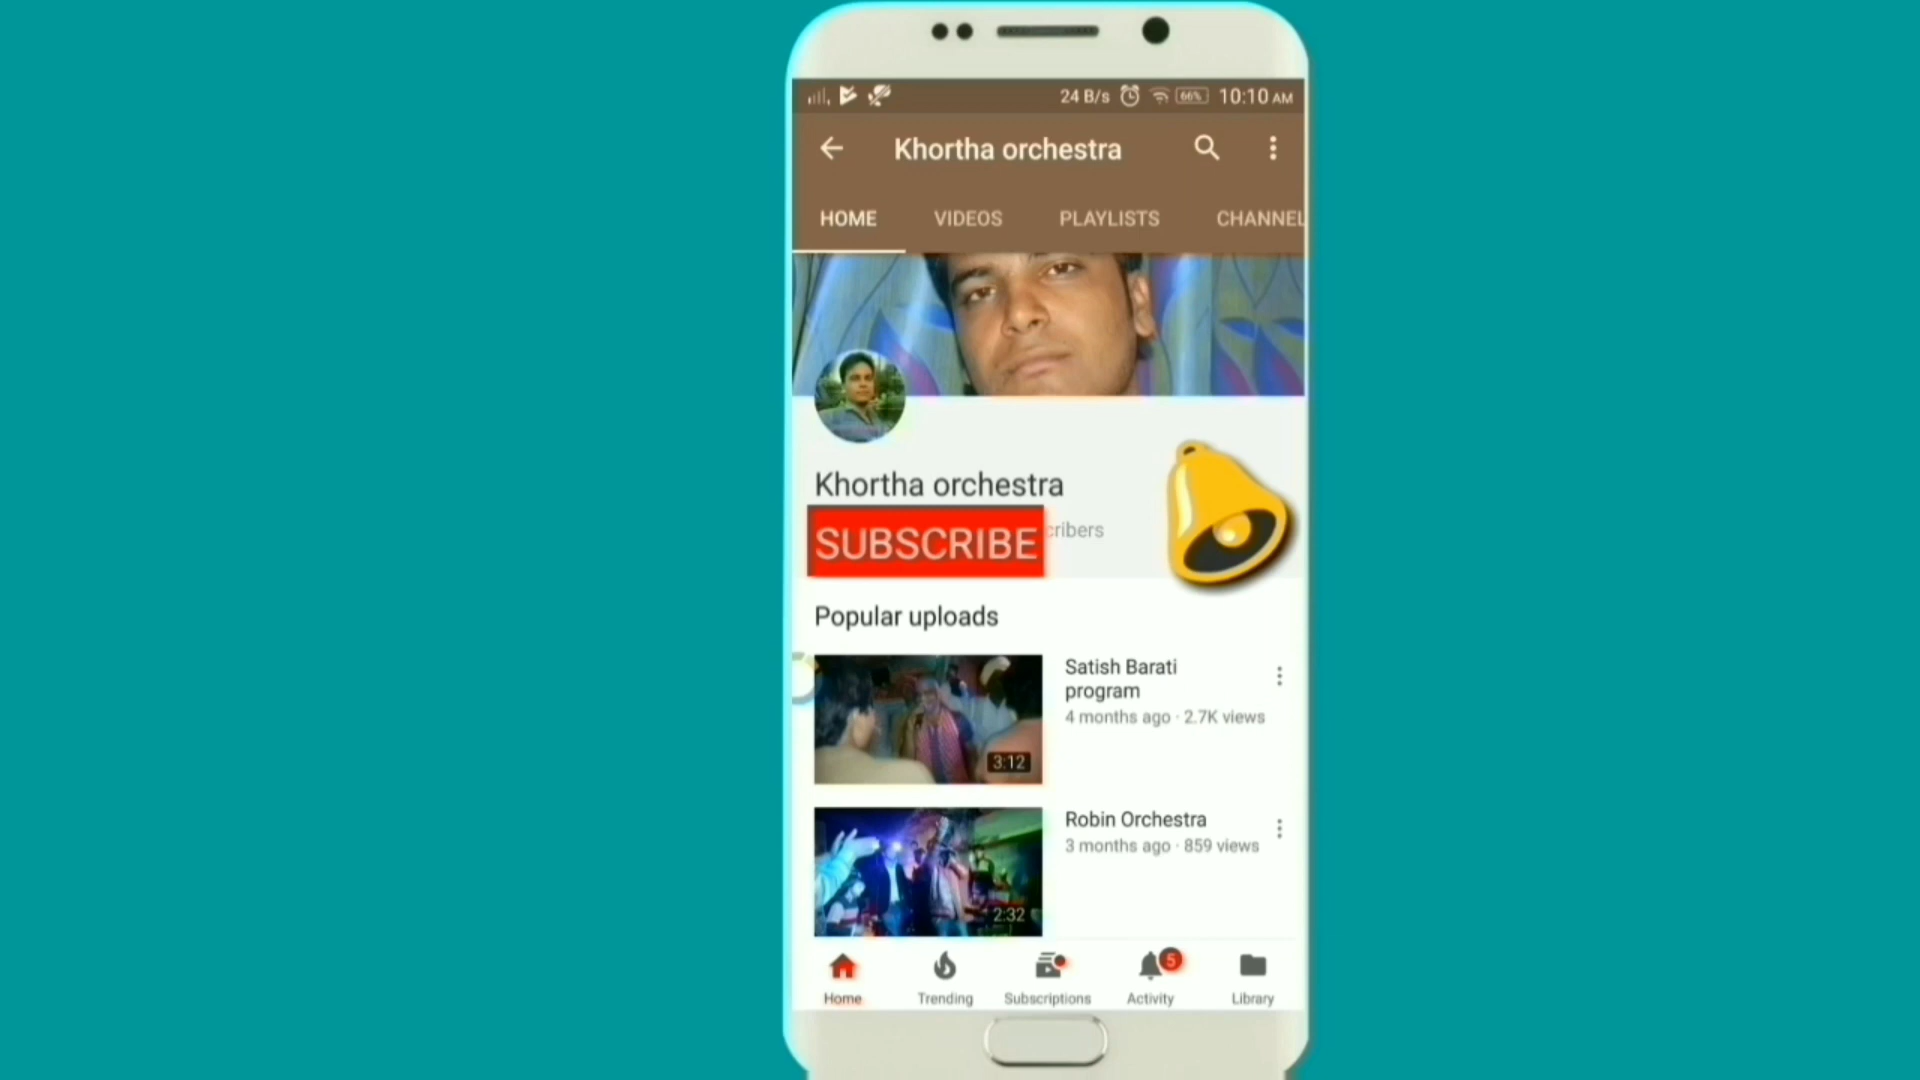 24 B/s 66% 10:10 AM
Khortha orchestra
HOME VIDEOS PLAYLISTS CHANNEL
Khortha orchestra
SUBSCRIBE cribers
Popular uploads
Satish Barati
program
4 months ago · 2.7K views
3:12
Robin Orchestra
3 months ago · 859 views
2:32
5
Home Trending Subscriptions Activity Library